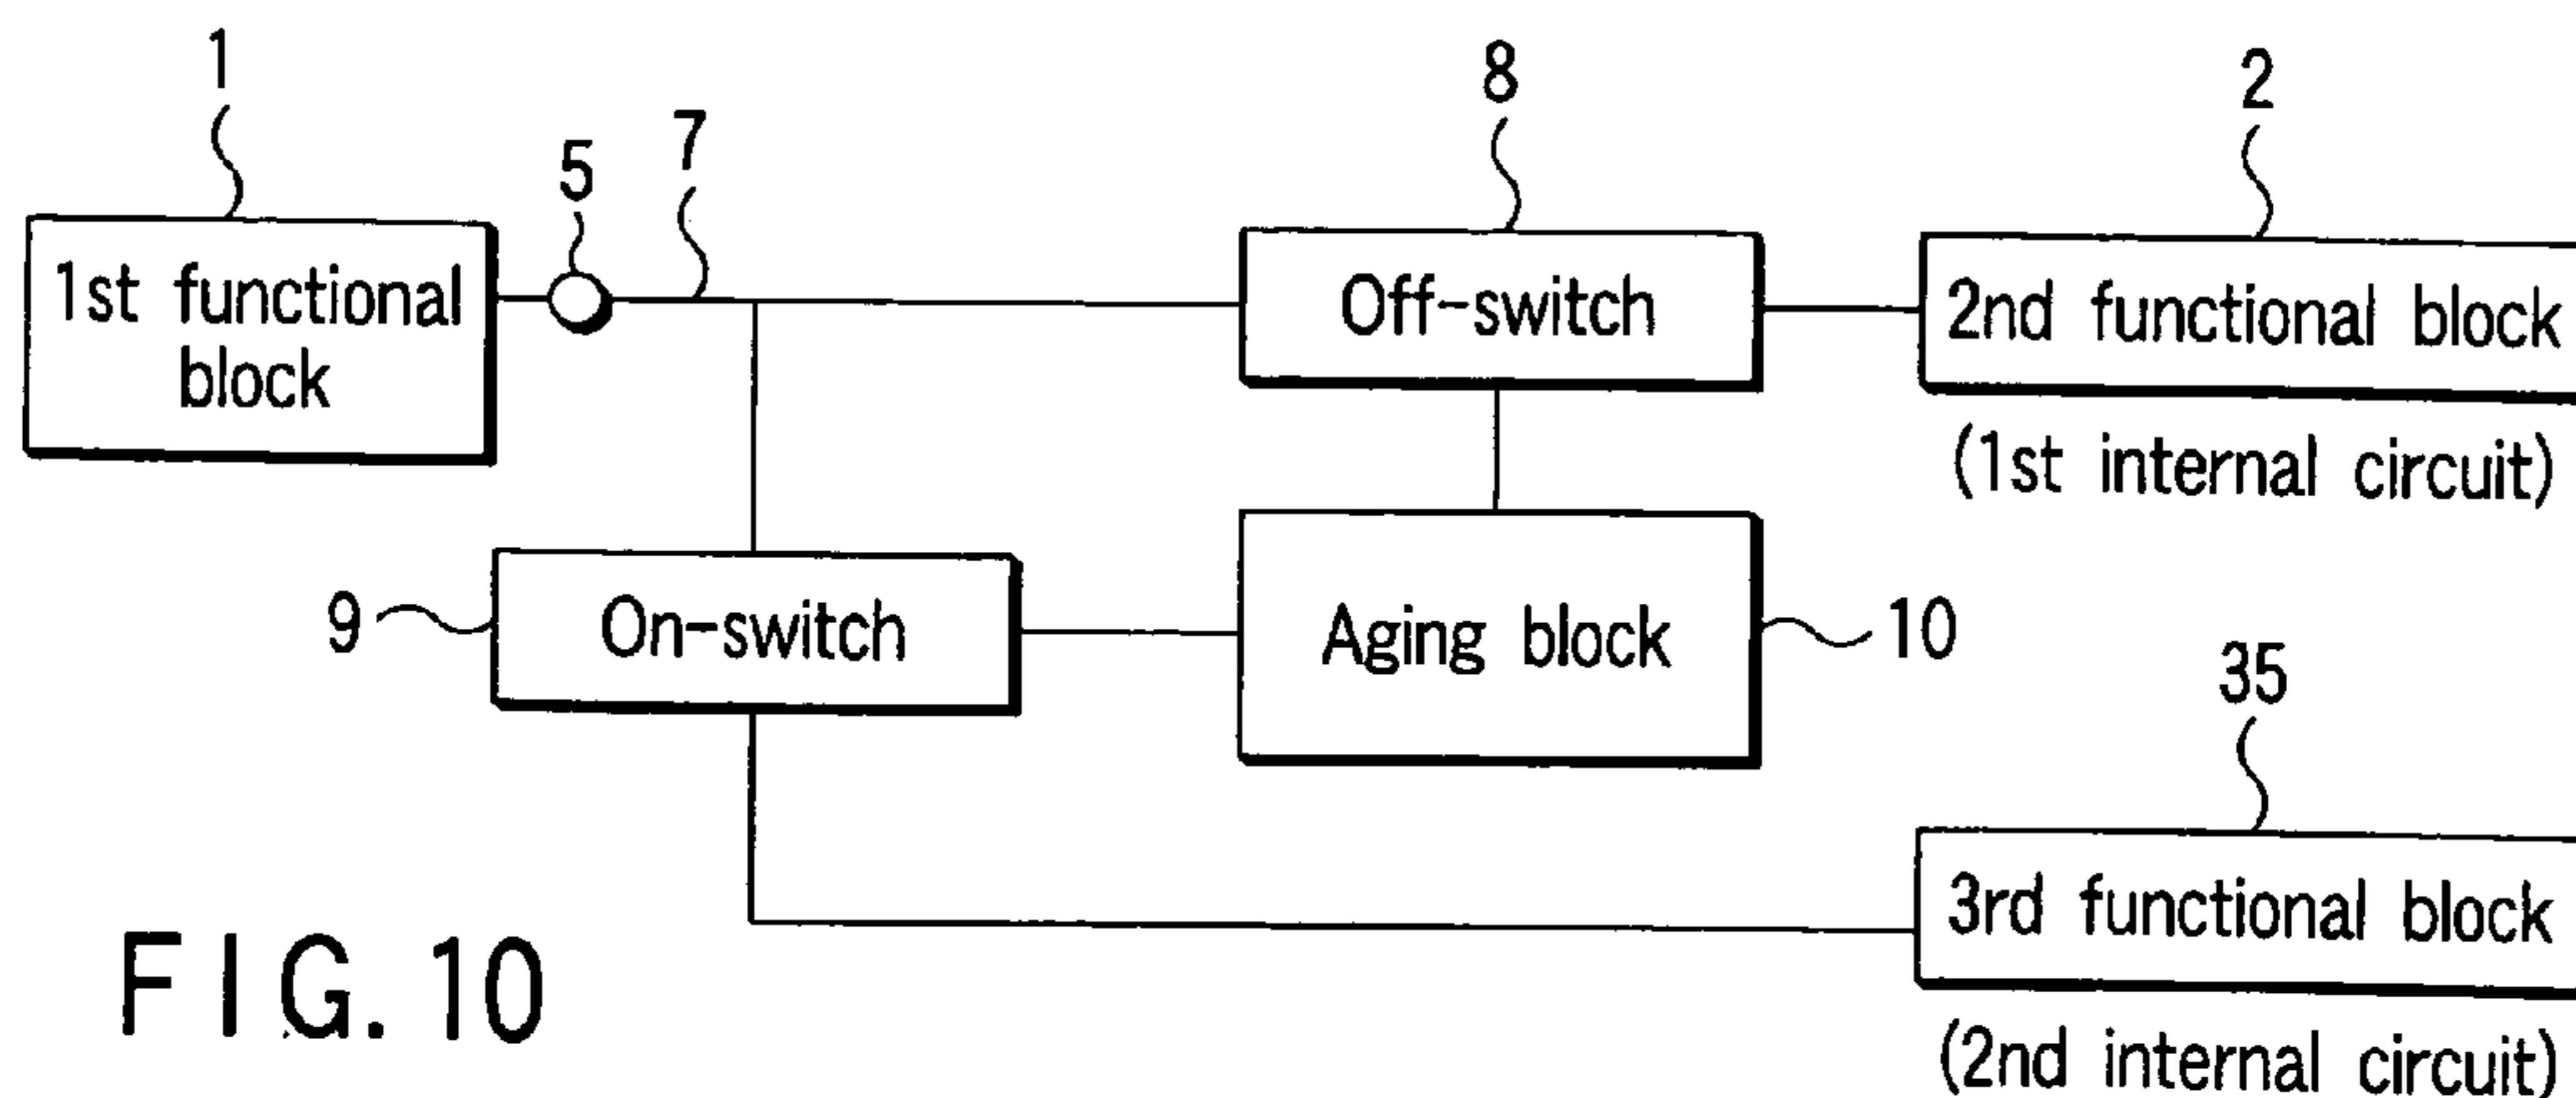 1
5
7
8
2
1st functional
block
Off-switch
2nd functional block
(1st internal circuit)
9
On-switch
Aging block
10
35
3rd functional block
(2nd internal circuit)
FIG. 10